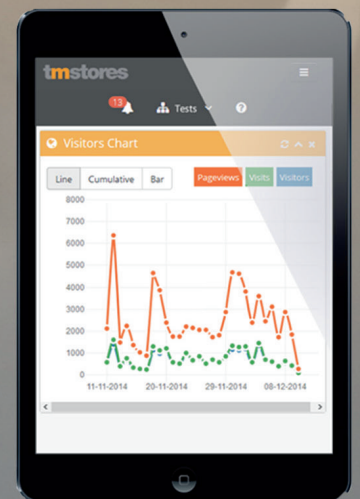 tmstores
13 Tests
Visitors Chart
Line Cumulative Bar Pageviews Visits Visitors
8000
7000
6000
5000
4000
3000
2000
1000
0
11-11-2014 20-11-2014 29-11-2014 08-12-2014